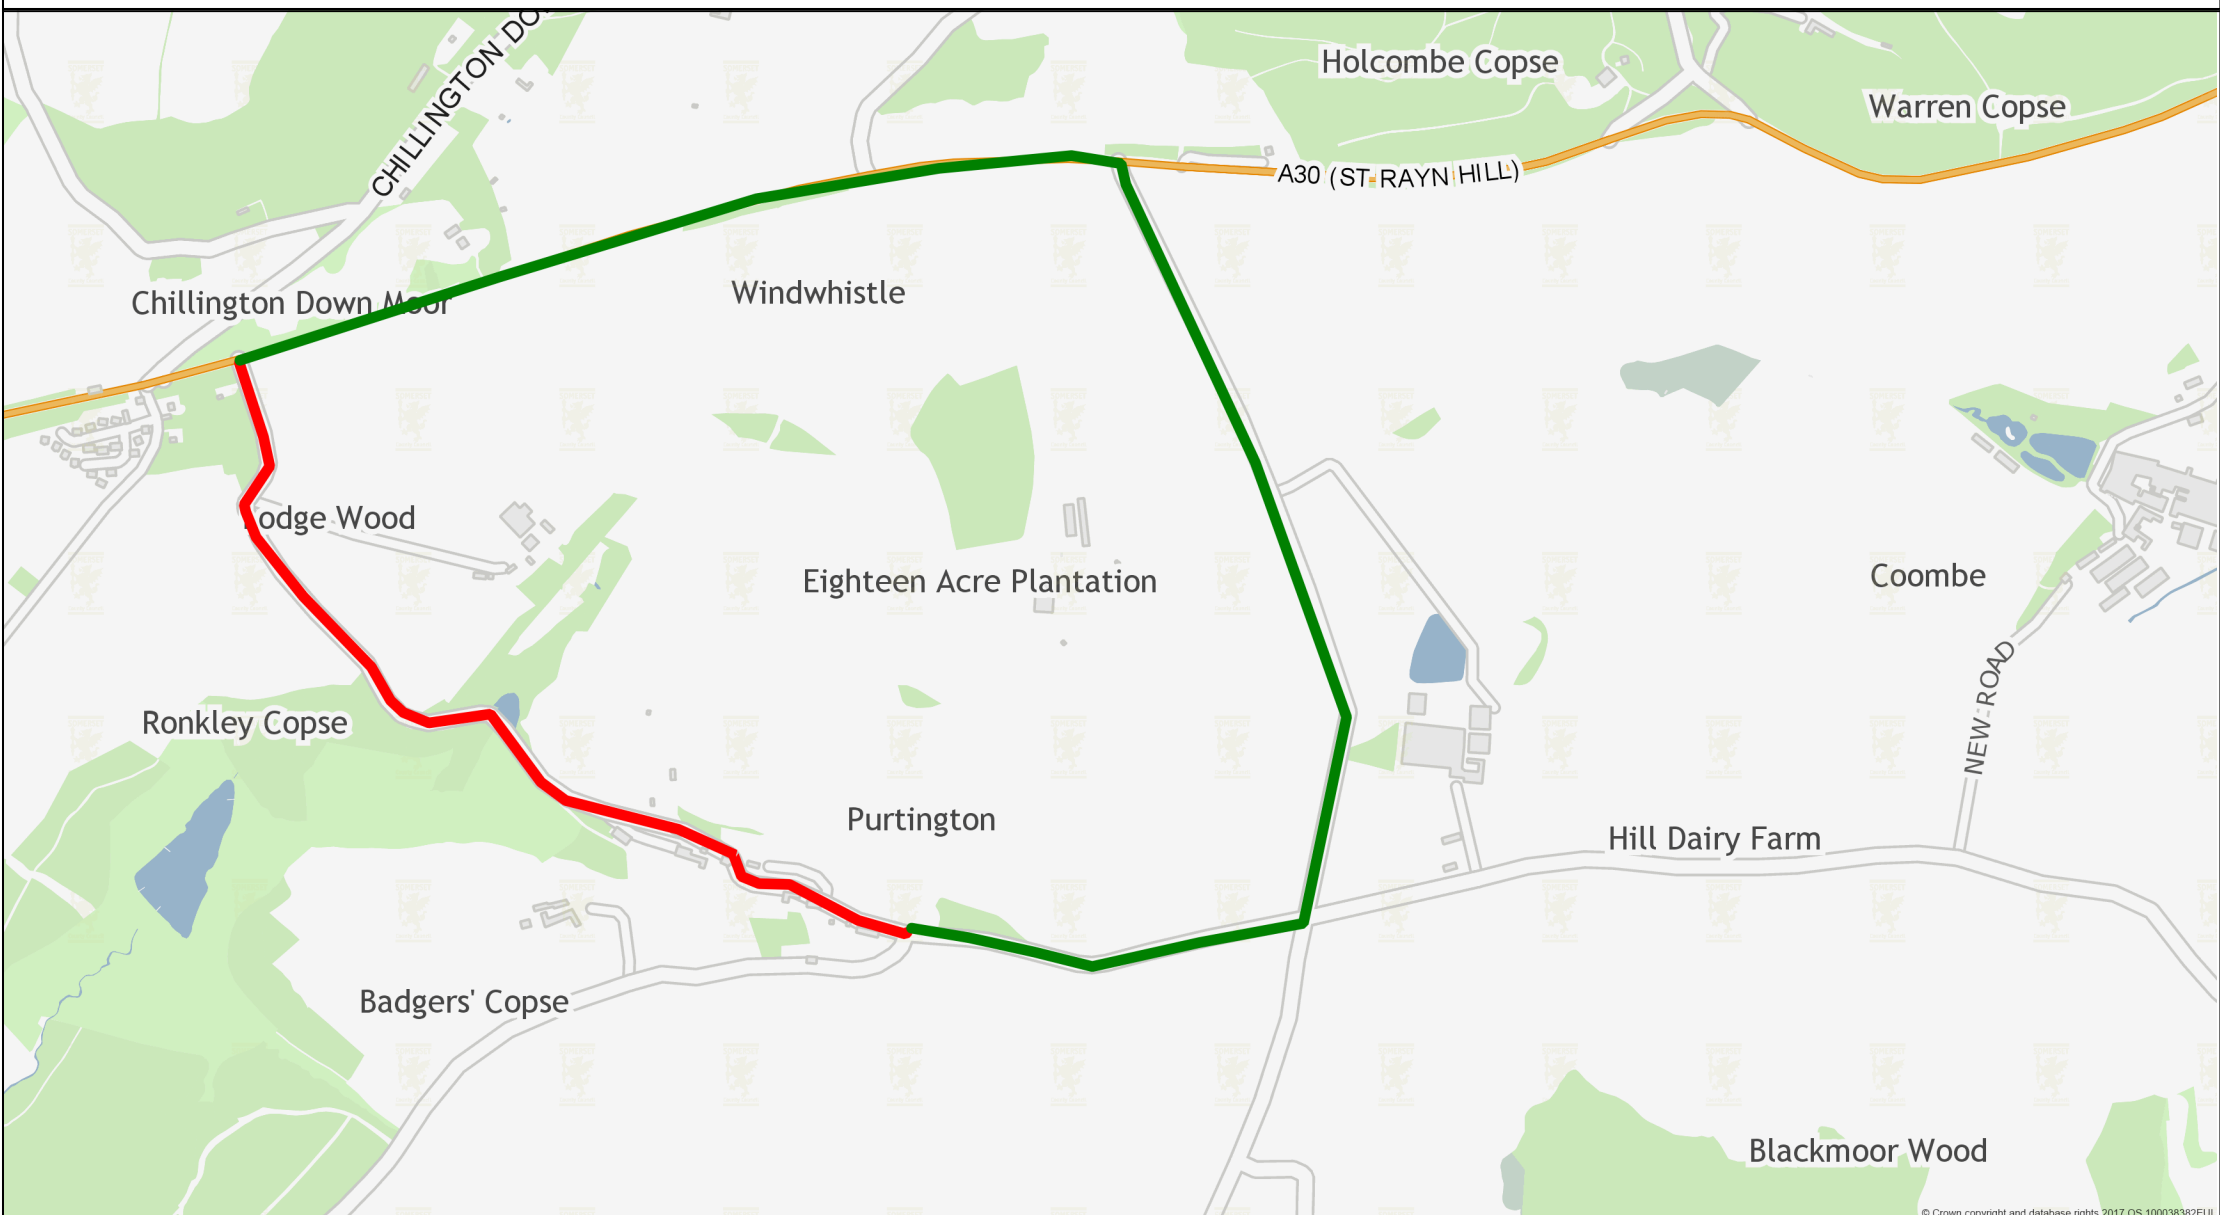 CHILLINGTON DO
Holcombe Copse
Warren Copse
A30 (ST RAYN HILL)
Chillington Down Moor
Windwhistle
Lodge Wood
Eighteen Acre Plantation
Coombe
NEW ROAD
Ronkley Copse
Purtington
Hill Dairy Farm
Badgers' Copse
Blackmoor Wood
© Crown copyright and database rights 2017 OS 100038382EUL